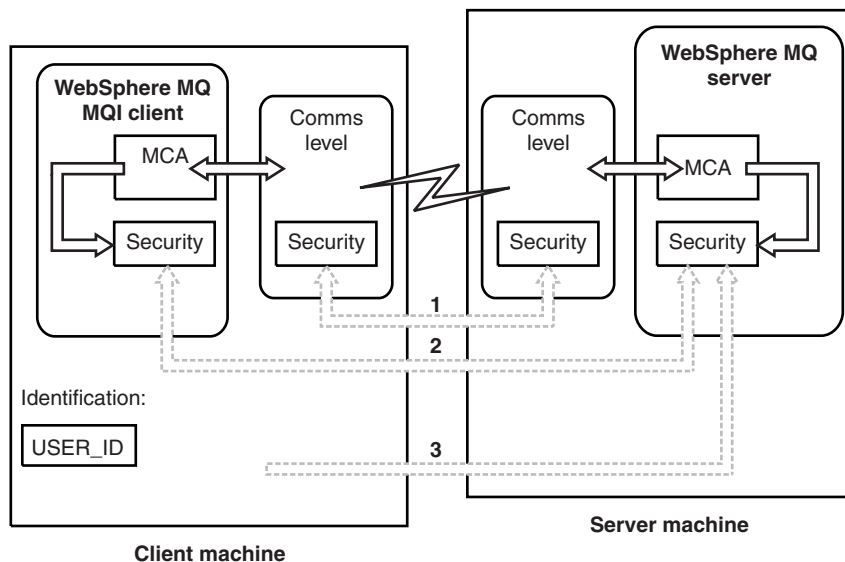 WebSphere MQ
MQI client
MCA
Security
Comms
level
Security
Comms
level
Security
WebSphere MQ
server
MCA
Security
1
2
3
Identification:
USER_ID
Client machine
Server machine